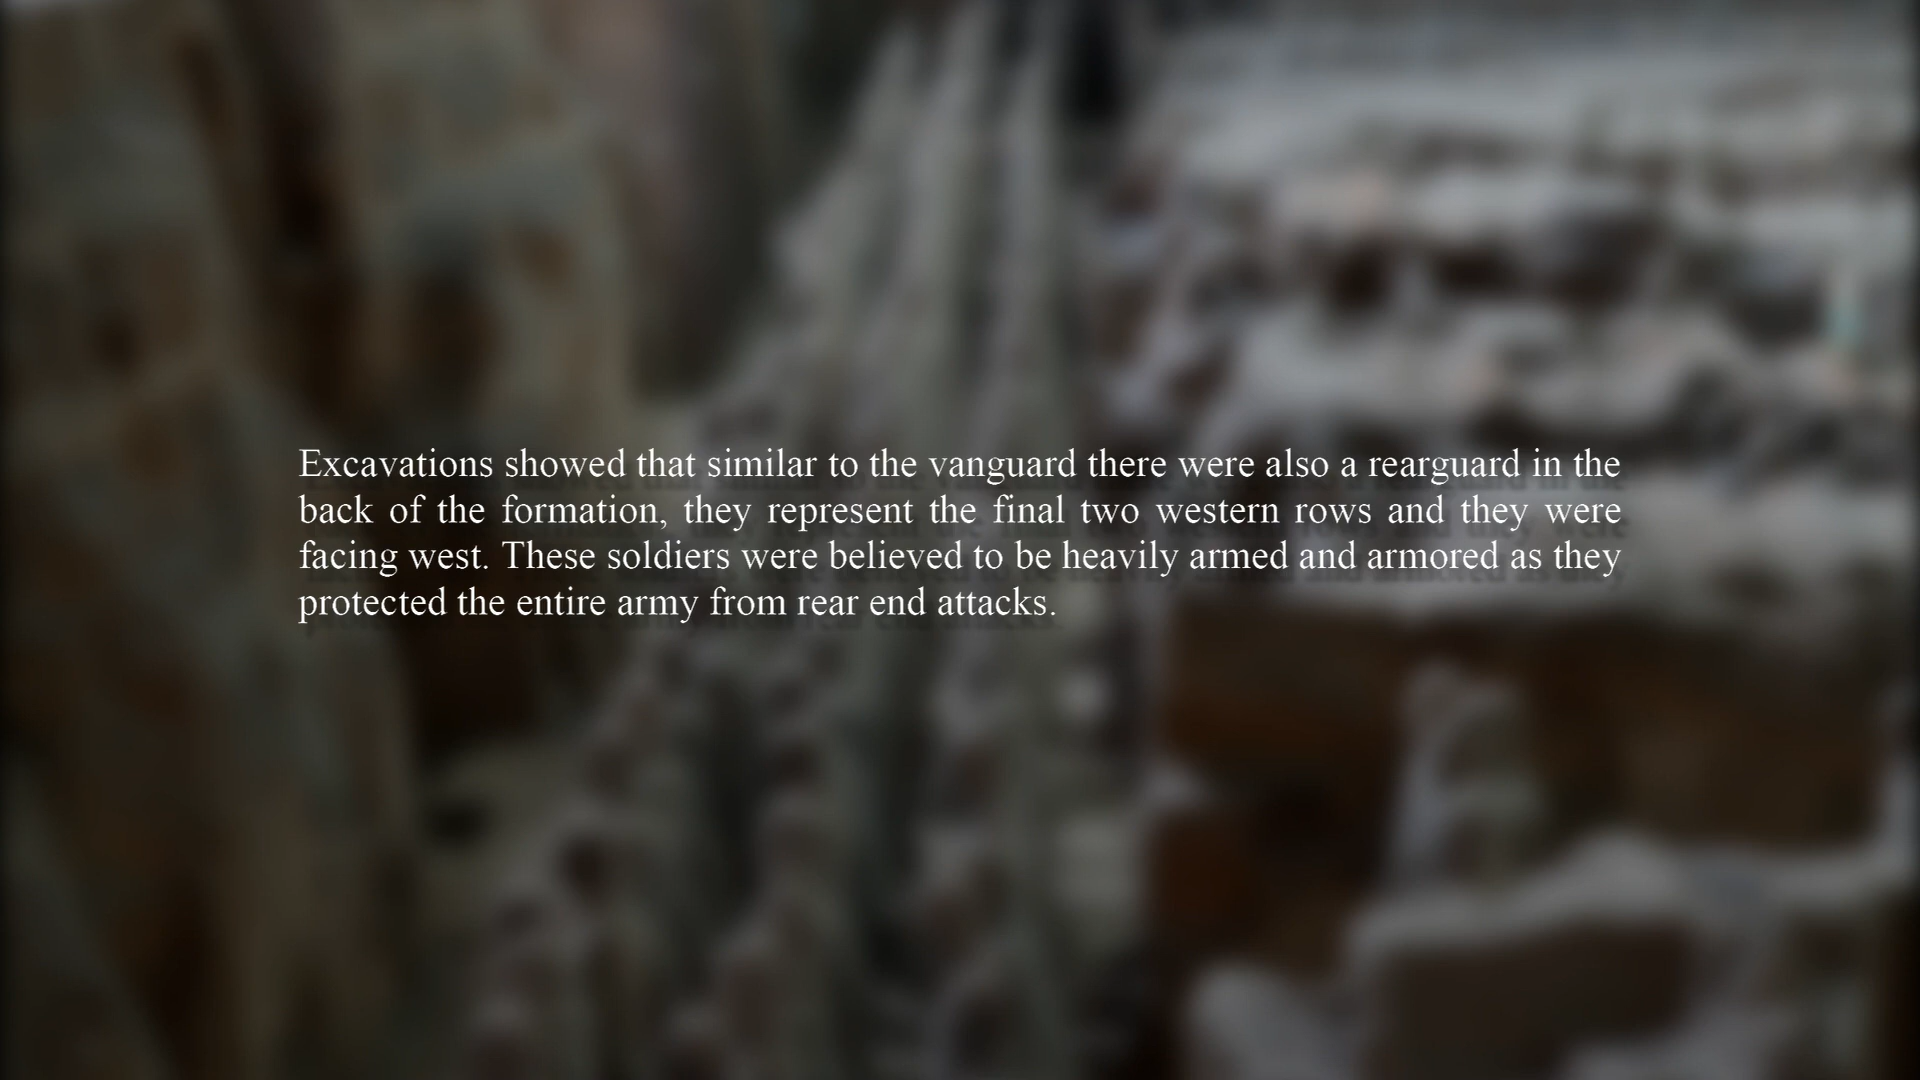 Excavations showed that similar to the vanguard there were also a rearguard in the
back of the formation, they represent the final two western rows and they were
facing west. These soldiers were believed to be heavily armed and armored as they
protected the entire army from rear end attacks.